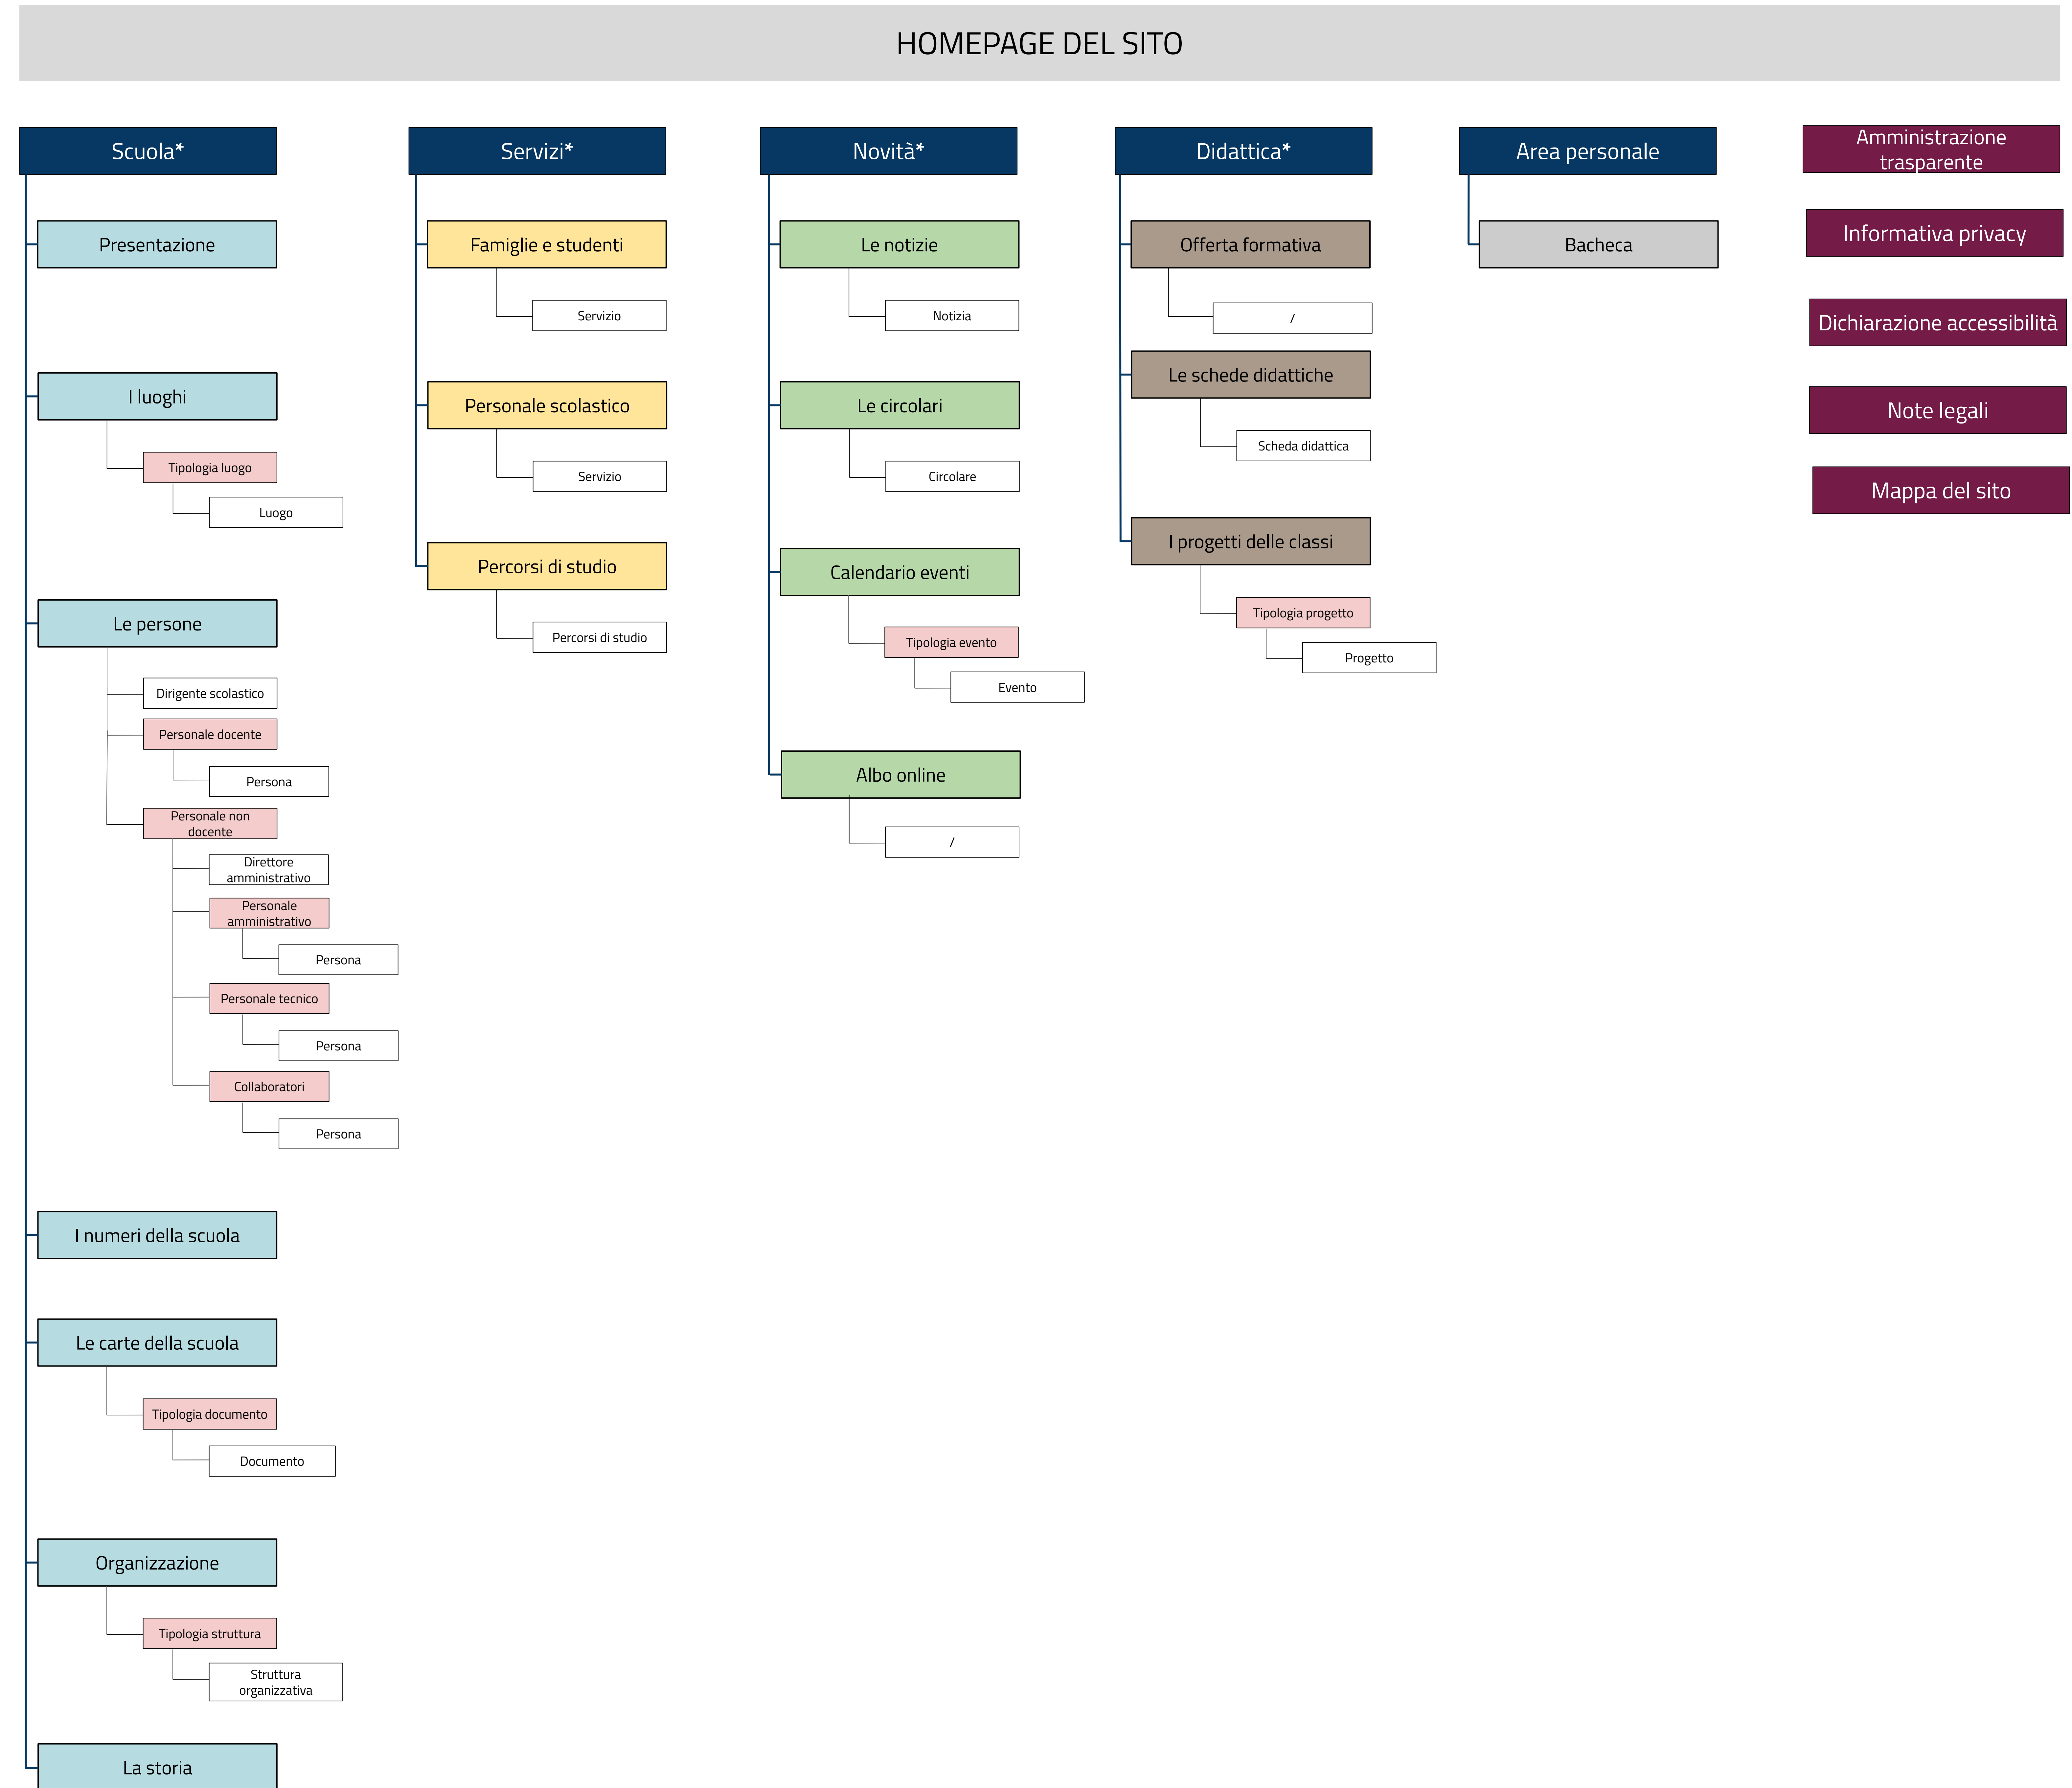 HOMEPAGE DEL SITO
Scuola*
Presentazione
I luoghi
Tipologia luogo
Luogo
Le persone
Dirigente scolastico
Personale docente
Persona
Personale non
docente
Direttore
amministrativo
Personale
amministrativo
Persona
Personale tecnico
Persona
Collaboratori
Persona
I numeri della scuola
Le carte della scuola
Tipologia documento
Documento
Organizzazione
Tipologia struttura
Struttura
organizzativa
La storia
Servizi*
Famiglie e studenti
Servizio
Personale scolastico
Servizio
Percorsi di studio
Percorsi di studio
Novità*
Le notizie
Notizia
Le circolari
Circolare
Calendario eventi
Tipologia evento
Evento
Albo online
/
Didattica*
Offerta formativa
/
Le schede didattiche
Scheda didattica
I progetti delle classi
Tipologia progetto
Progetto
Area personale
Bacheca
Amministrazione
trasparente
Informativa privacy
Dichiarazione accessibilità
Note legali
Mappa del sito